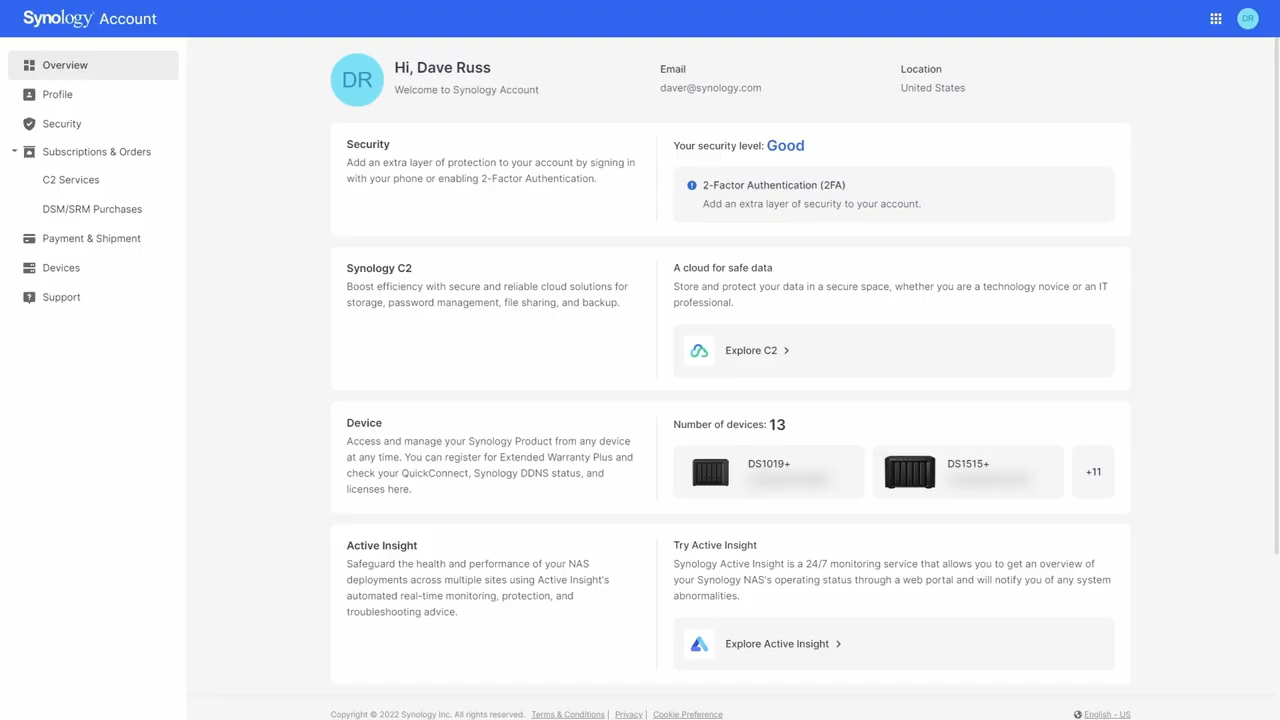 Synology Account
DR
Overview
Profile
Security
Subscriptions & Orders
C2 Services
DSM/SRM Purchases
Payment & Shipment
Devices
Support
DR
Hi, Dave Russ
Welcome to Synology Account
Email
daver@synology.com
Location
United States
Security
Add an extra layer of protection to your account by signing in
with your phone or enabling 2-Factor Authentication.
Your security level: Good
2-Factor Authentication (2FA)
Add an extra layer of security to your account.
Synology C2
Boost efficiency with secure and reliable cloud solutions for
storage, password management, file sharing, and backup.
A cloud for safe data
Store and protect your data in a secure space, whether you are a technology novice or an IT
professional.
Explore C2
Device
Access and manage your Synology Product from any device
at any time. You can register for Extended Warranty Plus and
check your QuickConnect, Synology DDNS status, and
licenses here.
Number of devices: 13
DS1019+
DS1515+
+11
Active Insight
Safeguard the health and performance of your NAS
deployments across multiple sites using Active Insight's
automated real-time monitoring, protection, and
troubleshooting advice.
Try Active Insight
Synology Active Insight is a 24/7 monitoring service that allows you to get an overview of
your Synology NAS's operating status through a web portal and will notify you of any system
abnormalities.
Explore Active Insight
Copyright © 2022 Synology Inc. All rights reserved. Terms & Conditions | Privacy | Cookie Preference
English - US